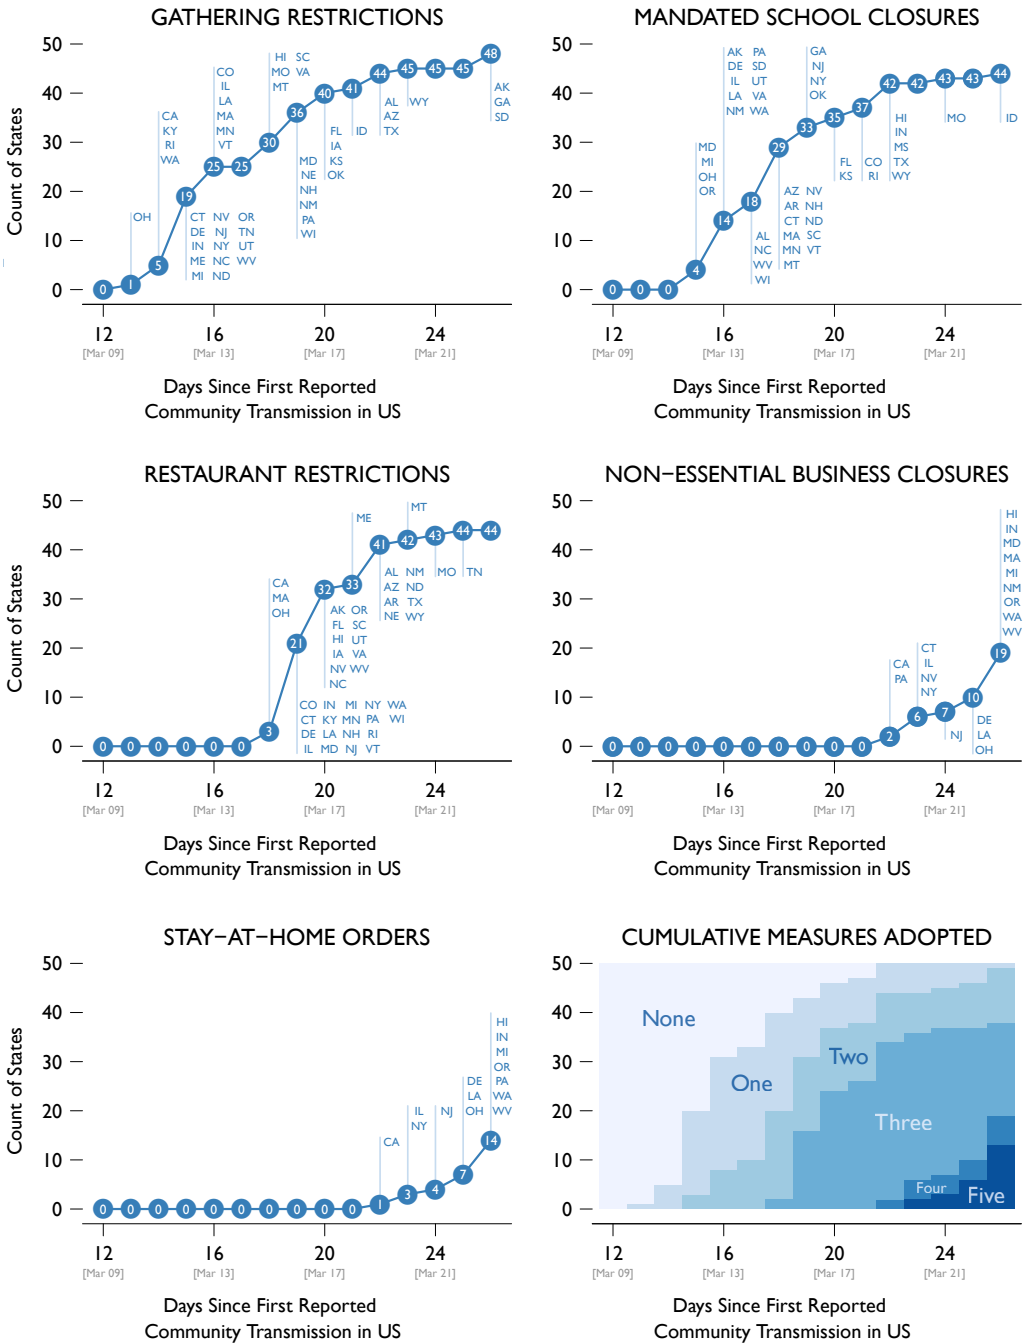 GATHERING RESTRICTIONS
Count of States
50
40
30
20
10
0
0
1
5
19
25
25
30
36
40
41
44
45
45
45
48
OH
CA
KY
RI
WA
CT NV OR
DE NJ TN
IN NY UT
ME NC WV
MI ND
CO
IL
LA
MA
MN
VT
HI SC
MO VA
MT
MD
NE
NH
NM
PA
WI
FL
IA
KS
OK
ID
AL
AZ
TX
WY
AK
GA
SD
12 16 20 24
[Mar 09] [Mar 13] [Mar 17] [Mar 21]
Days Since First Reported
Community Transmission in US
MANDATED SCHOOL CLOSURES
50
40
30
20
10
0
0
0
0
4
14
18
29
33
35
37
42
42
43
43
44
MD
MI
OH
OR
AK PA
DE SD
IL UT
LA VA
NM WA
AL
NC
WV
WI
AZ NV
AR NH
CT ND
MA SC
MN VT
MT
GA
NJ
NY
OK
FL
KS
CO
RI
HI
IN
MS
TX
WY
MO
ID
12 16 20 24
[Mar 09] [Mar 13] [Mar 17] [Mar 21]
Days Since First Reported
Community Transmission in US
RESTAURANT RESTRICTIONS
Count of States
50
40
30
20
10
0
0
0
0
0
0
0
3
21
32
33
41
42
43
44
44
CA
MA
OH
CO IN MI NY WA
CT KY MN PA WI
DE LA NH RI
IL MD NJ VT
AK OR
FL SC
HI UT
IA VA
NV WV
NC
ME
AL NM
AZ ND
AR TX
NE WY
MT
MO
TN
12 16 20 24
[Mar 09] [Mar 13] [Mar 17] [Mar 21]
Days Since First Reported
Community Transmission in US
NON−ESSENTIAL BUSINESS CLOSURES
50
40
30
20
10
0
0
0
0
0
0
0
0
0
0
0
2
6
7
10
19
CA
PA
CT
IL
NV
NY
NJ
DE
LA
OH
HI
IN
MD
MA
MI
NM
OR
WA
WV
12 16 20 24
[Mar 09] [Mar 13] [Mar 17] [Mar 21]
Days Since First Reported
Community Transmission in US
STAY−AT−HOME ORDERS
Count of States
50
40
30
20
10
0
0
0
0
0
0
0
0
0
0
0
1
3
4
7
14
CA
IL
NY
NJ
DE
LA
OH
HI
IN
MI
OR
PA
WA
WV
12 16 20 24
[Mar 09] [Mar 13] [Mar 17] [Mar 21]
Days Since First Reported
Community Transmission in US
CUMULATIVE MEASURES ADOPTED
50
40
30
20
10
0
None
One
Two
Three
Four
Five
12 16 20 24
[Mar 09] [Mar 13] [Mar 17] [Mar 21]
Days Since First Reported
Community Transmission in US